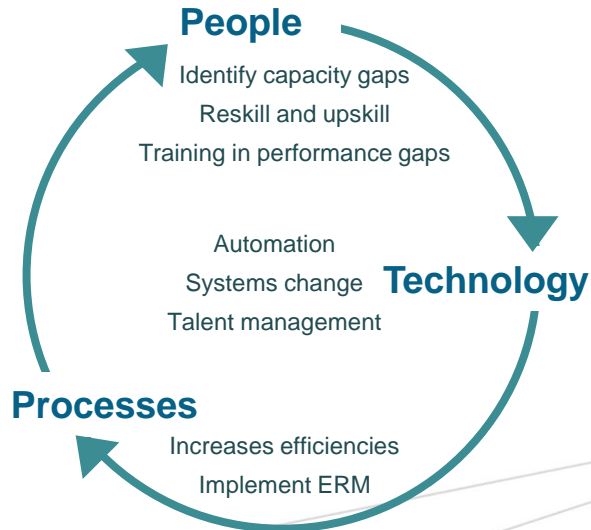 People
Identify capacity gaps
Reskill and upskill
Training in performance gaps
Automation
Systems change
Talent management
Technology
Processes
Increases efficiencies
Implement ERM